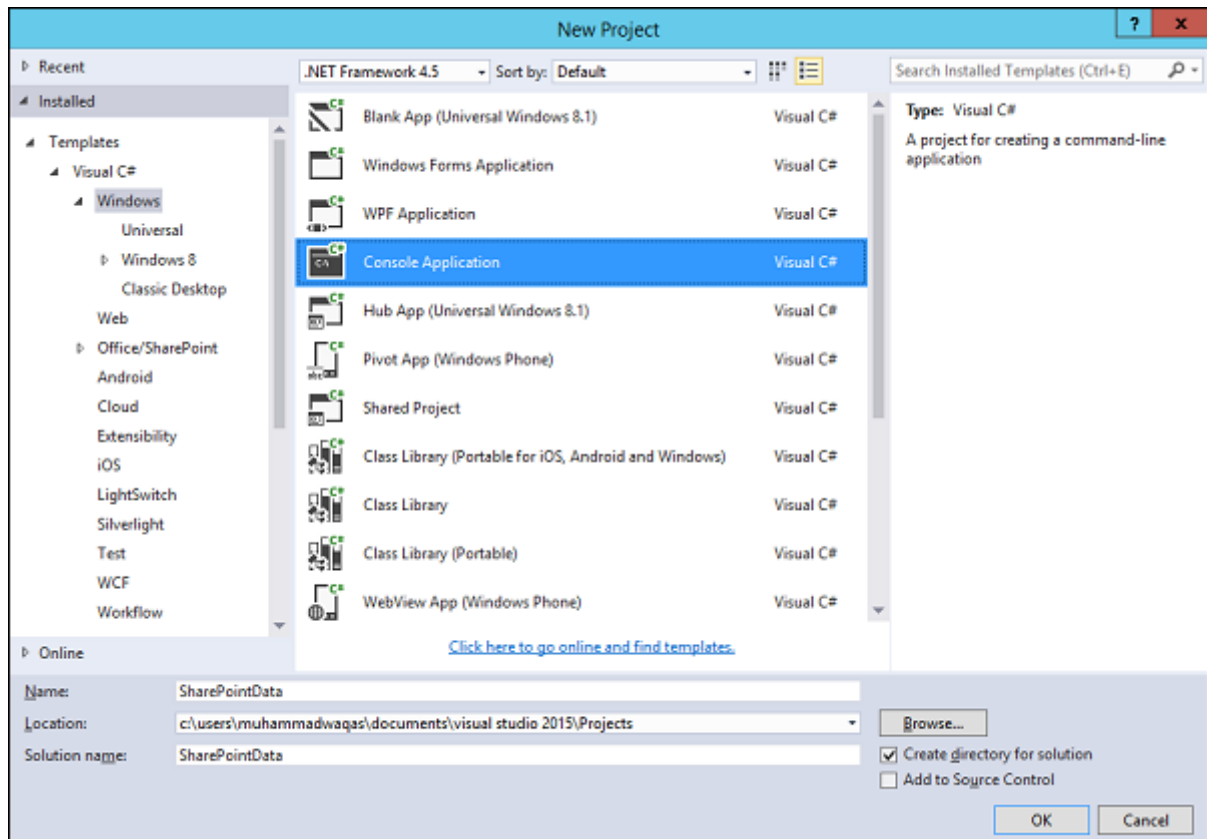 New Project
? x
Recent
.NET Framework 4.5 Sort by: Default
Search Installed Templates (Ctrl+E)
Installed
Templates
Visual C#
Windows
Universal
Windows 8
Classic Desktop
Web
Office/SharePoint
Android
Cloud
Extensibility
iOS
LightSwitch
Silverlight
Test
WCF
Workflow
Online
Blank App (Universal Windows 8.1) Visual C#
Windows Forms Application Visual C#
WPF Application Visual C#
Console Application Visual C#
Hub App (Universal Windows 8.1) Visual C#
Pivot App (Windows Phone) Visual C#
Shared Project Visual C#
Class Library (Portable for iOS, Android and Windows) Visual C#
Class Library Visual C#
Class Library (Portable) Visual C#
WebView App (Windows Phone) Visual C#
Click here to go online and find templates.
Type: Visual C#
A project for creating a command-line
application
Name: SharePointData
Location: c:\users\muhammadwaqas\documents\visual studio 2015\Projects
Browse...
Solution name: SharePointData
Create directory for solution
Add to Source Control
OK Cancel